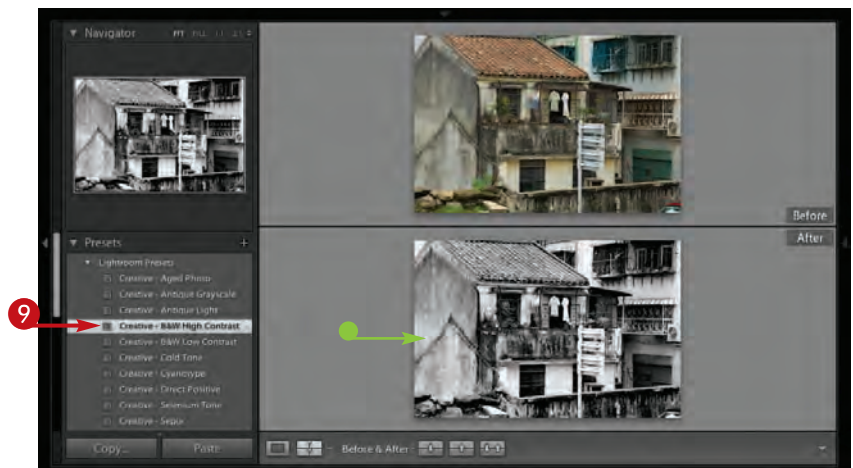 Navigator
FIT FILL 1:1
Before
After
Presets
Lightroom Presets
Creative - Aged Photo
Creative - Antique Grayscale
Creative - Antique Light
9
Creative - B&W High Contrast
Creative - B&W Low Contrast
Creative - Cold Tone
Creative - Cyanotype
Creative - Direct Positive
Creative - Selenium Tone
Creative - Sepia
Copy...
Paste
Before & After